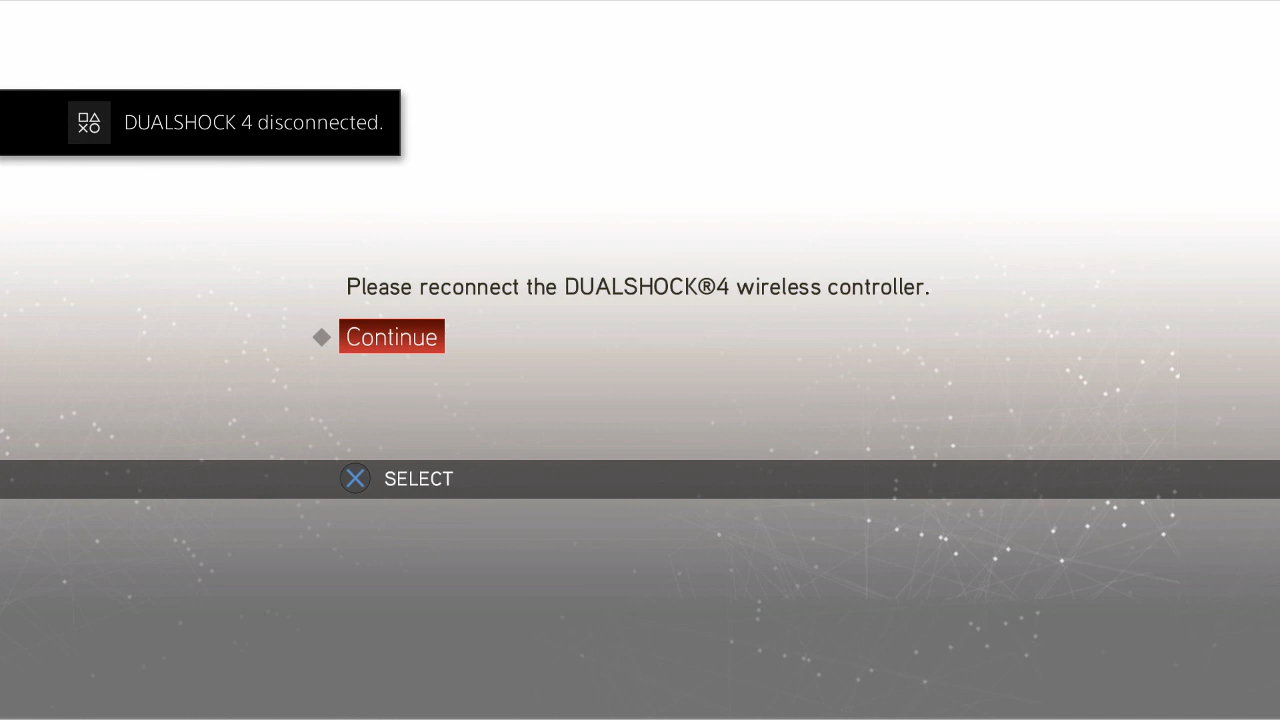 DUALSHOCK 4 disconnected.
Please reconnect the DUALSHOCK®4 wireless controller.
Continue
SELECT